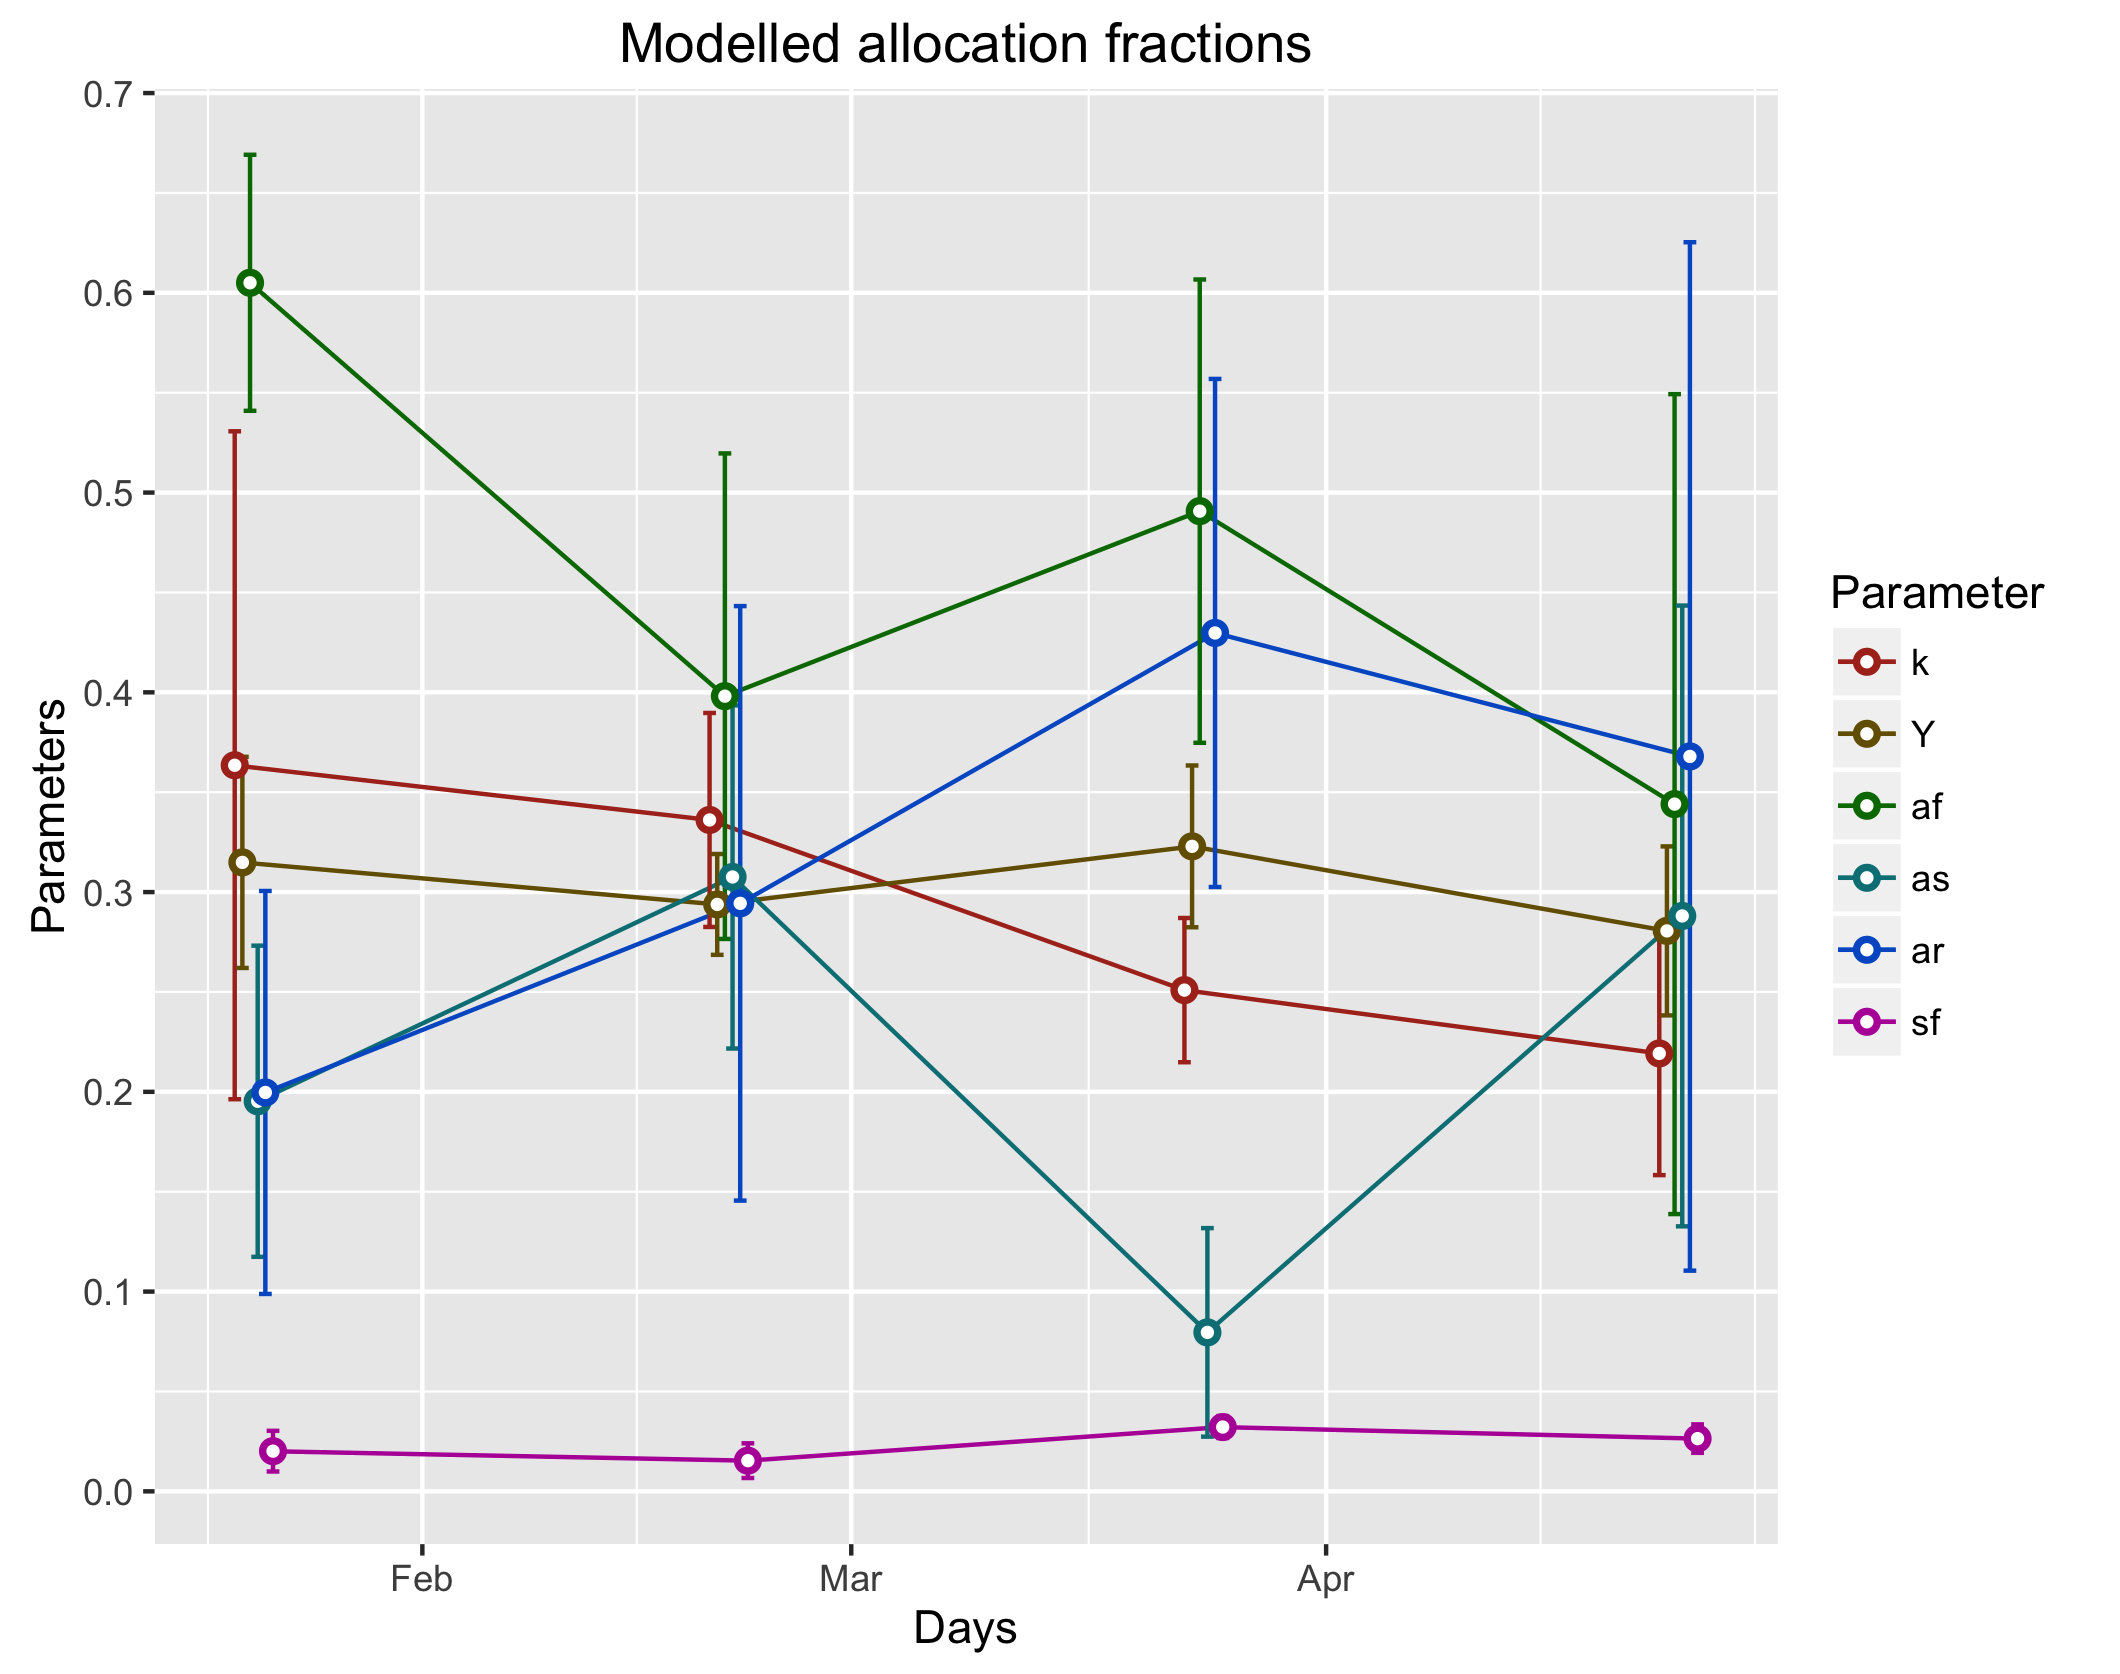 Modelled allocation fractions
0.7
0.6
0.5
0.4
0.3
0.2
0.1
0.0
Parameters
Feb Mar Apr
Days
Parameter
k
Y
af
as
ar
sf